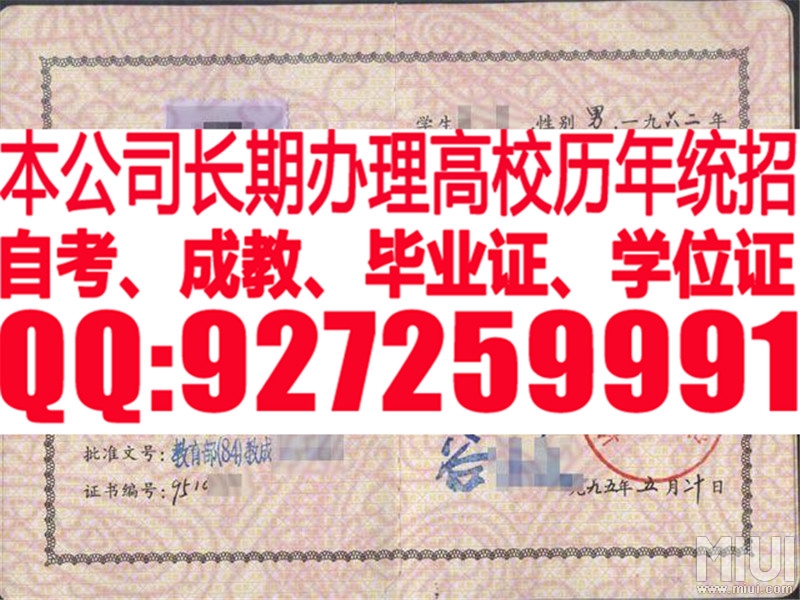 学生 性别 男，一九六二年
本公司长期办理高校历年统招
自考、成教、毕业证、学位证
QQ:927259991
批准文号：教育部(84)教成
证书编号：951
九五年五月廿日
MIUI
www.miui.com